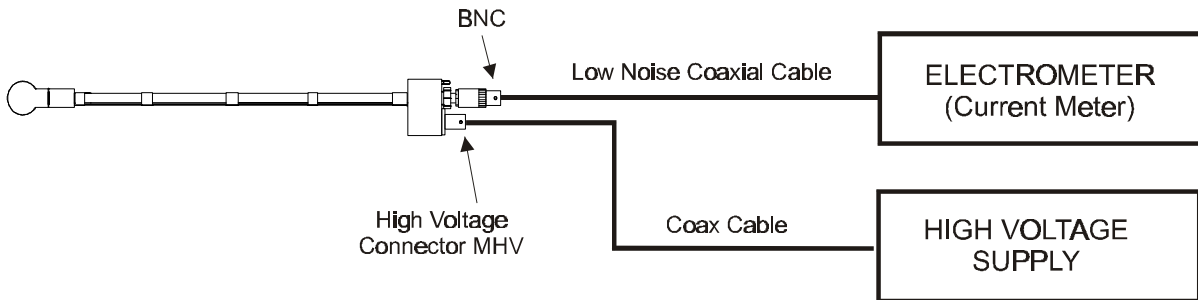 BNC
Low Noise Coaxial Cable
ELECTROMETER
(Current Meter)
High Voltage
Connector MHV
Coax Cable
HIGH VOLTAGE
SUPPLY